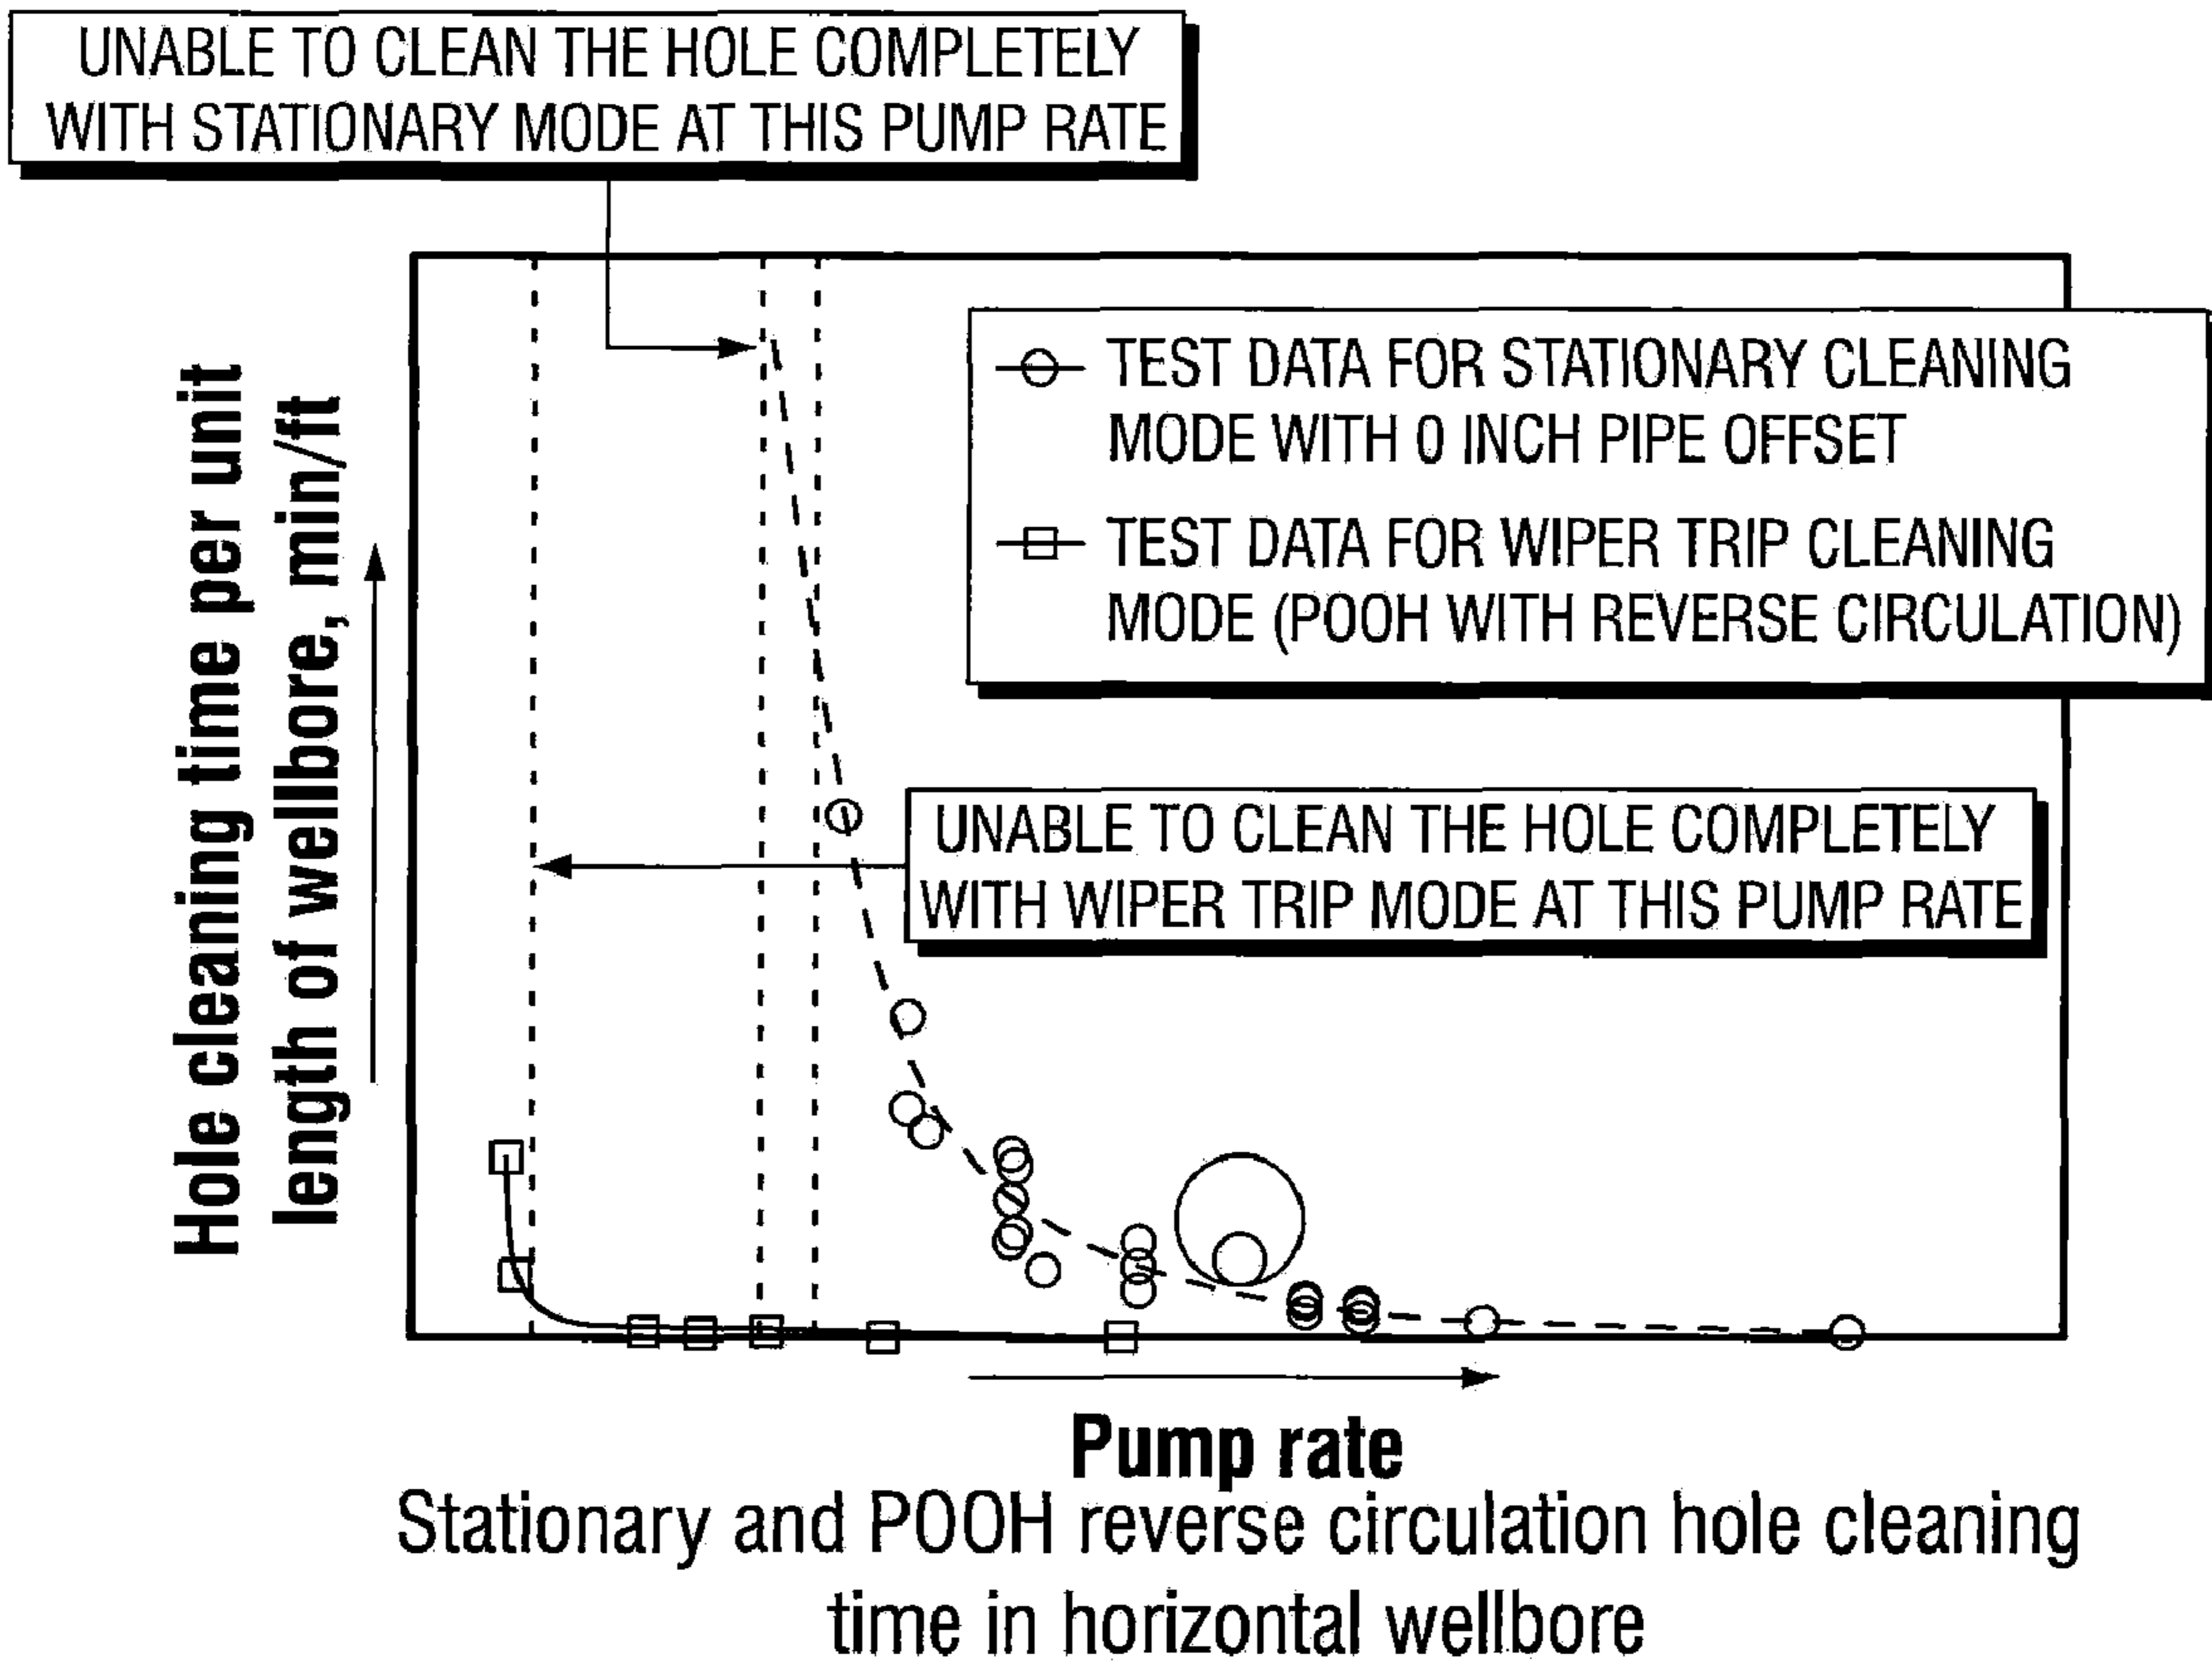 UNABLE TO CLEAN THE HOLE COMPLETELY
WITH STATIONARY MODE AT THIS PUMP RATE
TEST DATA FOR STATIONARY CLEANING
MODE WITH 0 INCH PIPE OFFSET
TEST DATA FOR WIPER TRIP CLEANING
MODE (POOH WITH REVERSE CIRCULATION)
Hole cleaning time per unit
length of wellbore, min/ft
UNABLE TO CLEAN THE HOLE COMPLETELY
WITH WIPER TRIP MODE AT THIS PUMP RATE
Pump rate
Stationary and POOH reverse circulation hole cleaning
time in horizontal wellbore